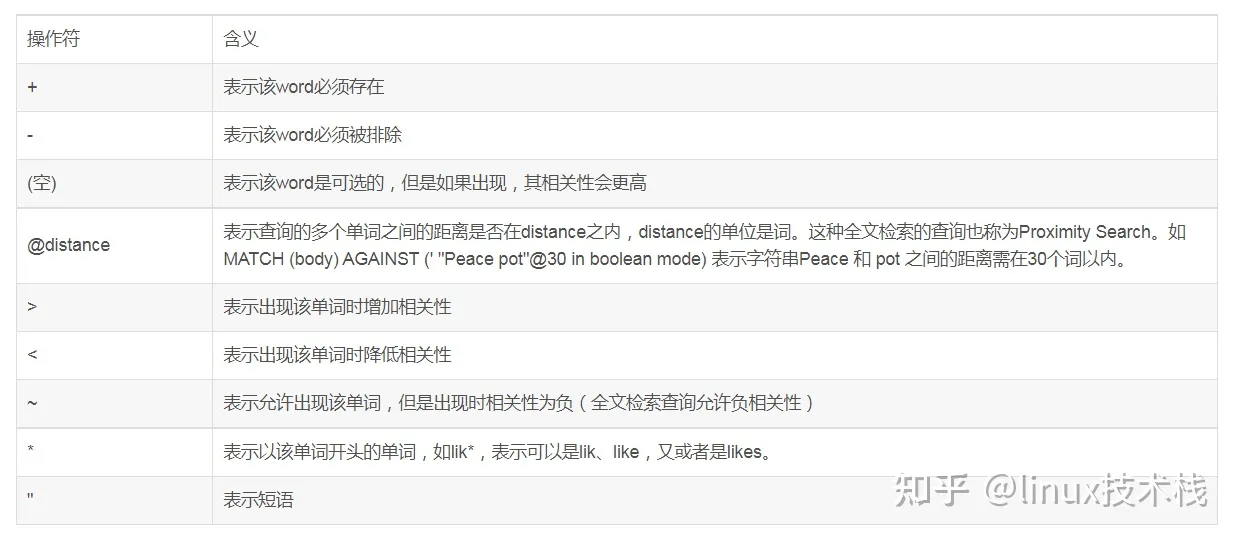 操作符 含义
+ 表示该word必须存在
- 表示该word必须被排除
(空) 表示该word是可选的，但是如果出现，其相关性会更高
@distance 表示查询的多个单词之间的距离是否在distance之内，distance的单位是词。这种全文检索的查询也称为Proximity Search。如
MATCH (body) AGAINST (' "Peace pot"@30 in boolean mode) 表示字符串Peace 和 pot 之间的距离需在30个词以内。
> 表示出现该单词时增加相关性
< 表示出现该单词时降低相关性
~ 表示允许出现该单词，但是出现时相关性为负（全文检索查询允许负相关性）
* 表示以该单词开头的单词，如lik*，表示可以是lik、like，又或者是likes。
" 表示短语
知乎 @linux技术栈